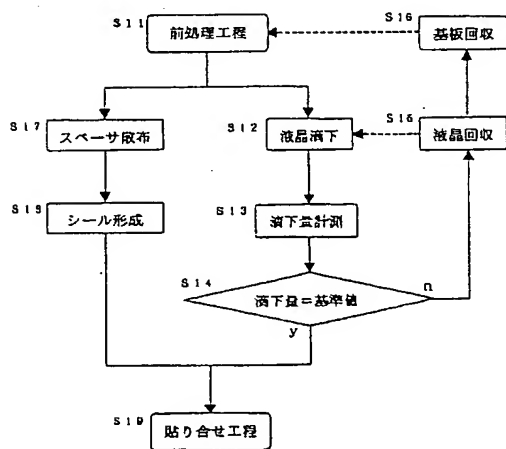 S11
前処理工程
S16
基板回収
S17
スペーサ散布
S12
液晶滴下
S15
液晶回収
S18
シール形成
S13
滴下量計測
S14
滴下量=基準値
n
y
S19
貼り合せ工程